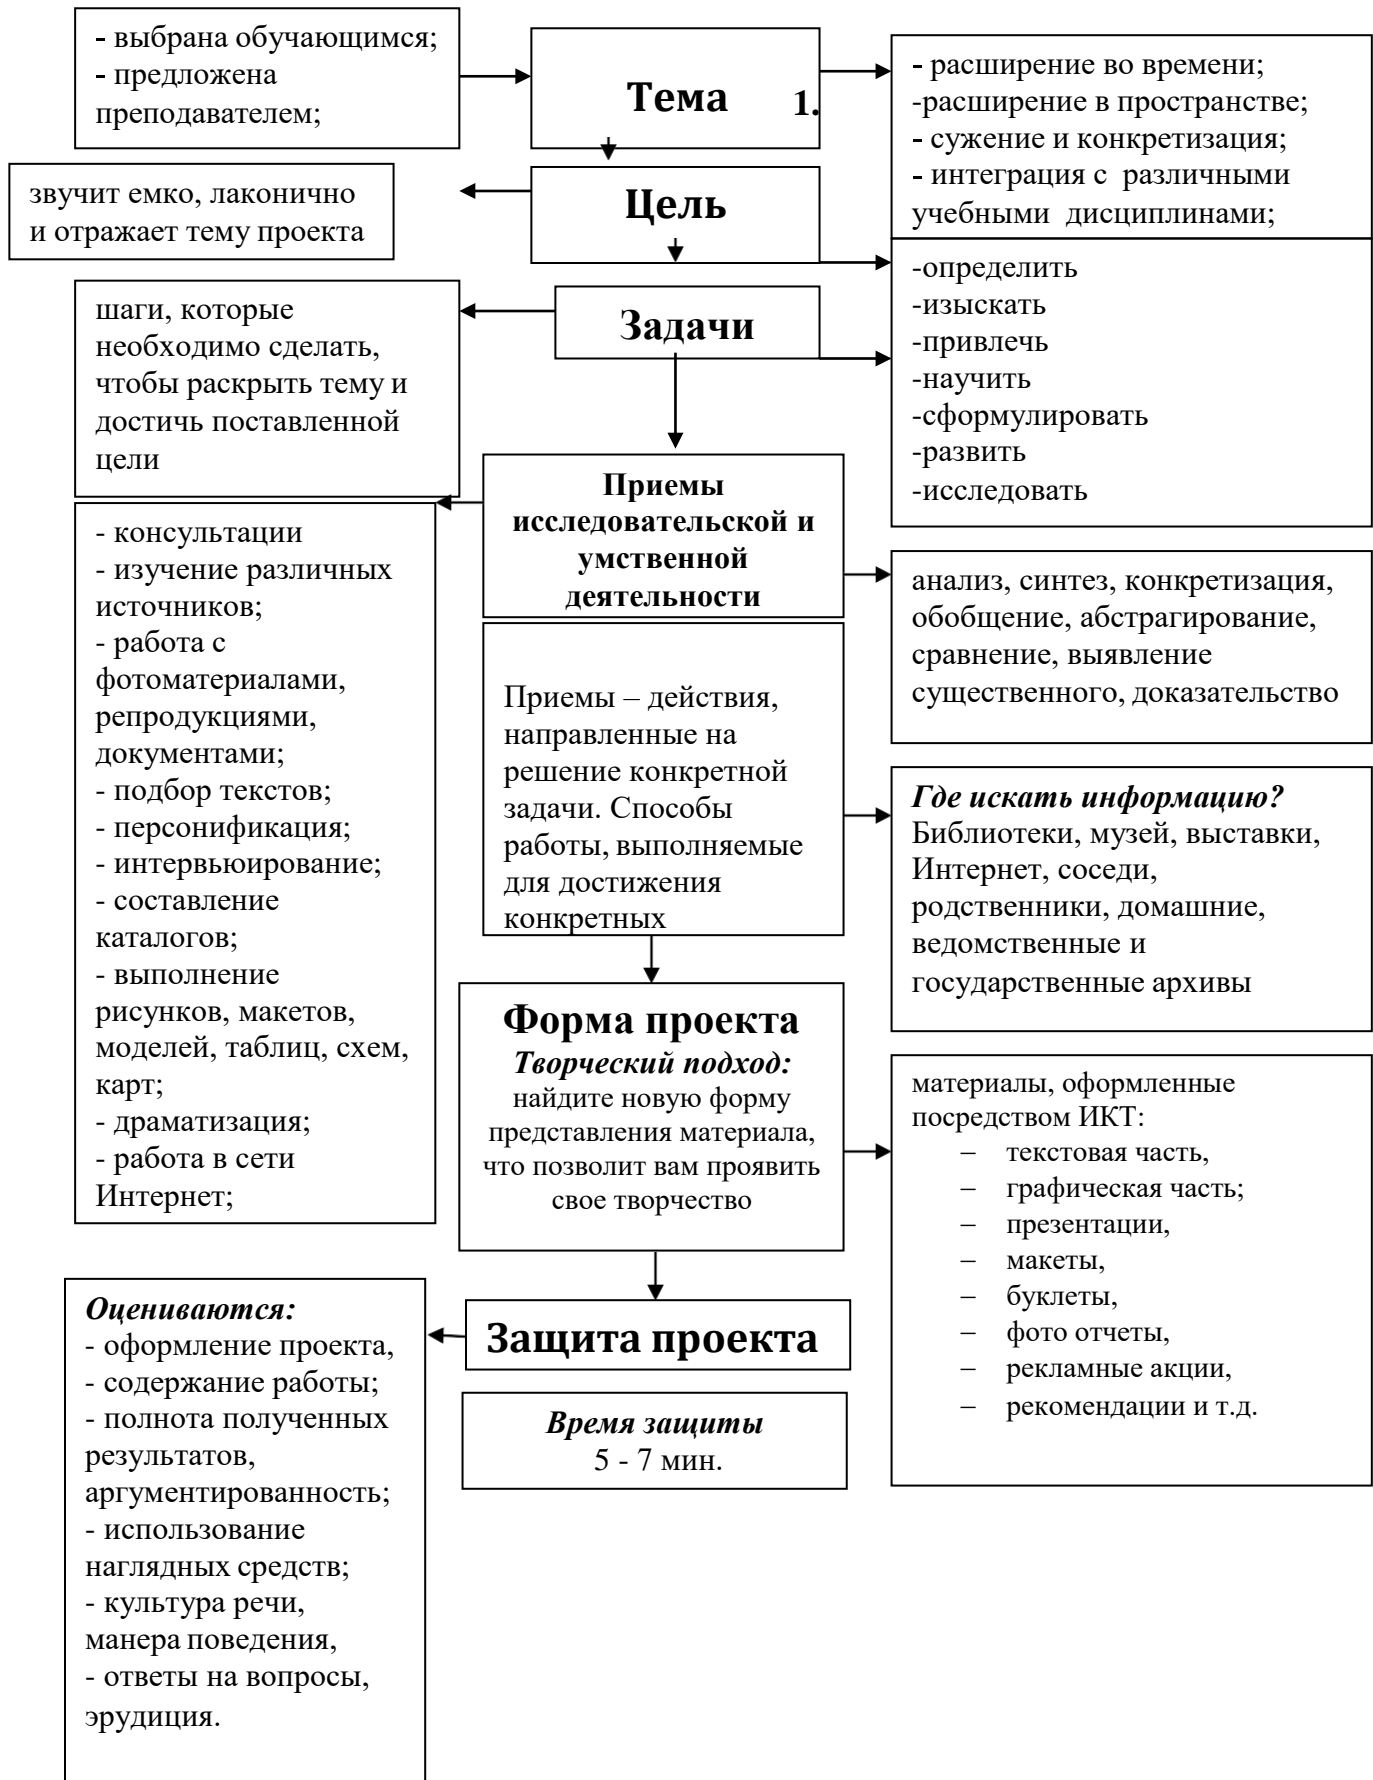 - выбрана обучающимся;
- предложена
преподавателем;
Тема 1.
- расширение во времени;
-расширение в пространстве;
- сужение и конкретизация;
- интеграция с различными
учебными дисциплинами;
звучит емко, лаконично
и отражает тему проекта
Цель
-определить
-изыскать
-привлечь
-научить
-сформулировать
-развить
-исследовать
шаги, которые
необходимо сделать,
чтобы раскрыть тему и
достичь поставленной
цели
Задачи
Приемы
исследовательской и
умственной
деятельности
- консультации
- изучение различных
источников;
- работа с
фотоматериалами,
репродукциями,
документами;
- подбор текстов;
- персонификация;
- интервьюирование;
- составление
каталогов;
- выполнение
рисунков, макетов,
моделей, таблиц, схем,
карт;
- драматизация;
- работа в сети
Интернет;
анализ, синтез, конкретизация,
обобщение, абстрагирование,
сравнение, выявление
существенного, доказательство
Приемы – действия,
направленные на
решение конкретной
задачи. Способы
работы, выполняемые
для достижения
конкретных
Где искать информацию?
Библиотеки, музей, выставки,
Интернет, соседи,
родственники, домашние,
ведомственные и
государственные архивы
Форма проекта
Творческий подход:
найдите новую форму
представления материала,
что позволит вам проявить
свое творчество
материалы, оформленные
посредством ИКТ:
– текстовая часть,
– графическая часть;
– презентации,
– макеты,
– буклеты,
– фото отчеты,
– рекламные акции,
– рекомендации и т.д.
Защита проекта
Оцениваются:
- оформление проекта,
- содержание работы;
- полнота полученных
результатов,
аргументированность;
- использование
наглядных средств;
- культура речи,
манера поведения,
- ответы на вопросы,
эрудиция.
Время защиты
5 - 7 мин.